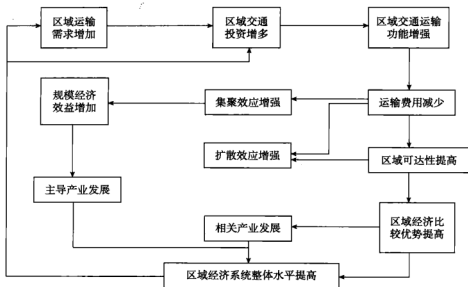 区域运输
需求增加
区域交通
投资增多
区域交通运输
功能增强
规模经济
效益增加
集聚效应增强
运输费用减少
扩散效应增强
区域可达性提高
主导产业发展
相关产业发展
区域经济比
较优势提高
区域经济系统整体水平提高